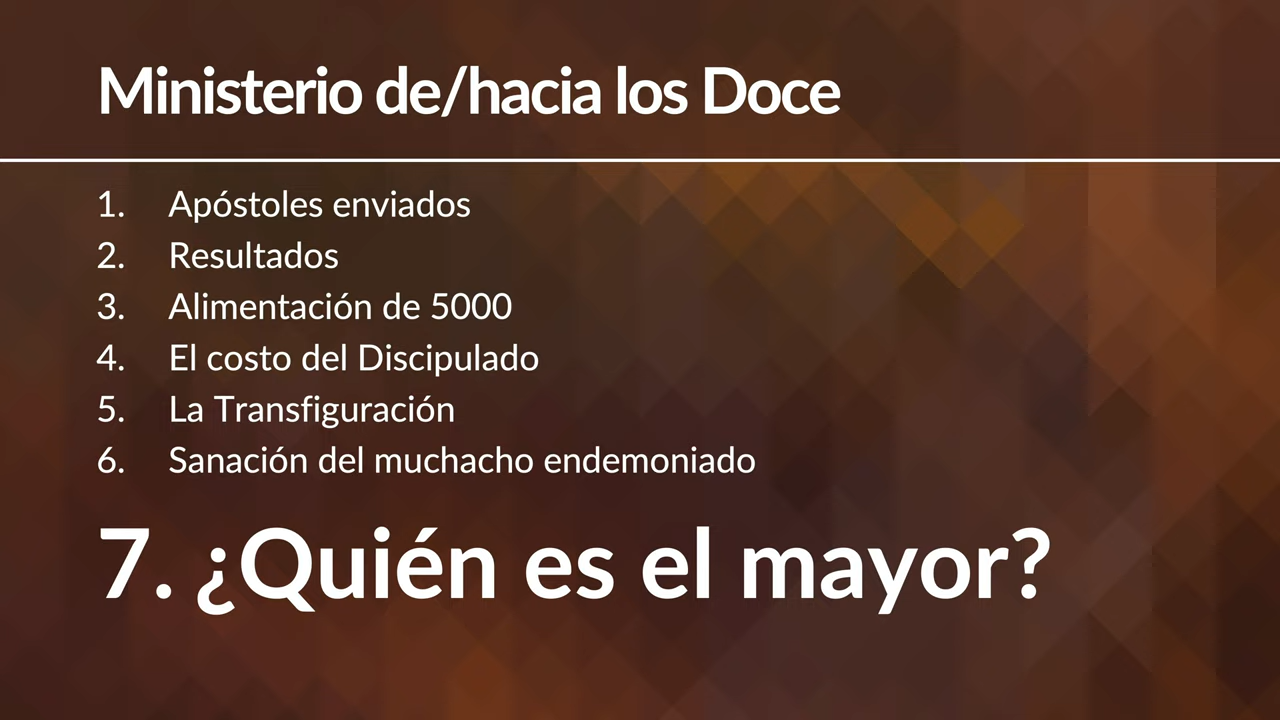 Ministerio de/hacia los Doce
1. Apóstoles enviados
2. Resultados
3. Alimentación de 5000
4. El costo del Discipulado
5. La Transfiguración
6. Sanación del muchacho endemoniado
7. ¿Quién es el mayor?